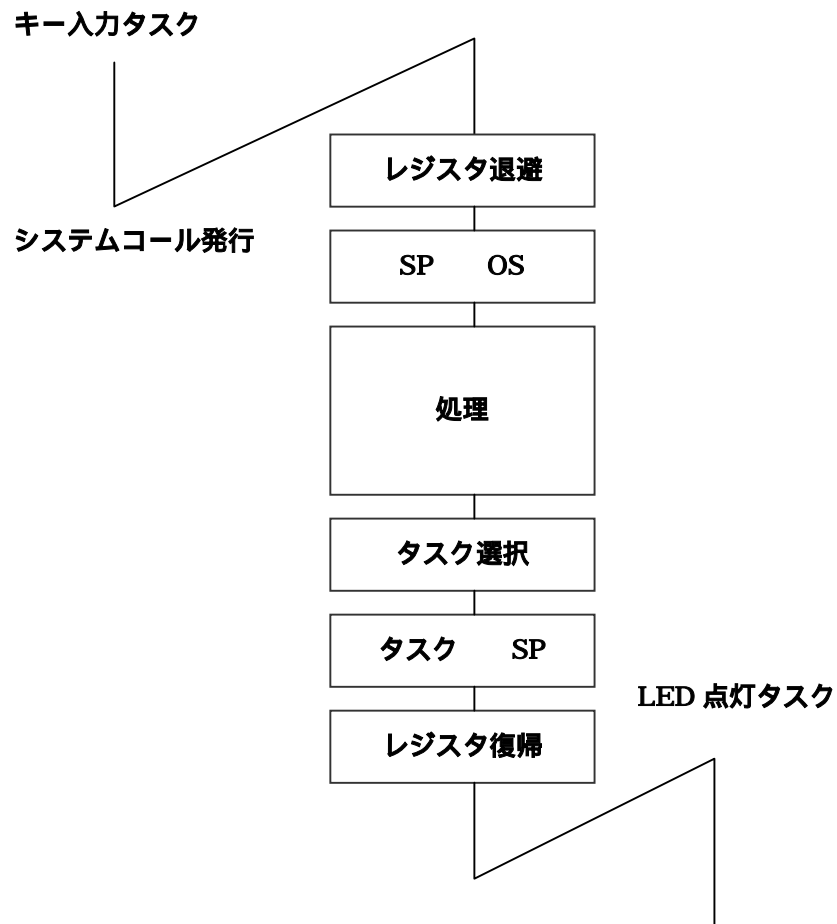 キー入力タスク
レジスタ退避
システムコール発行
SP OS
処理
タスク選択
タスク SP
LED 点灯タスク
レジスタ復帰